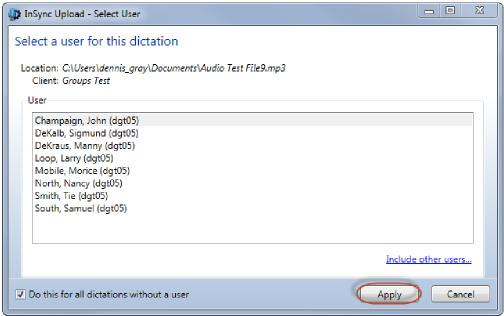 InSync Upload - Select User
Select a user for this dictation
Location: C:\Users\dennis_gray\Documents\Audio Test File9.mp3
Client: Groups Test
User
Champaign, John (dgt05)
DeKalb, Sigmund (dgt05)
DeKraus, Manny (dgt05)
Loop, Larry (dgt05)
Mobile, Morice (dgt05)
North, Nancy (dgt05)
Smith, Tie (dgt05)
South, Samuel (dgt05)
Include other users...
Do this for all dictations without a user
Apply
Cancel